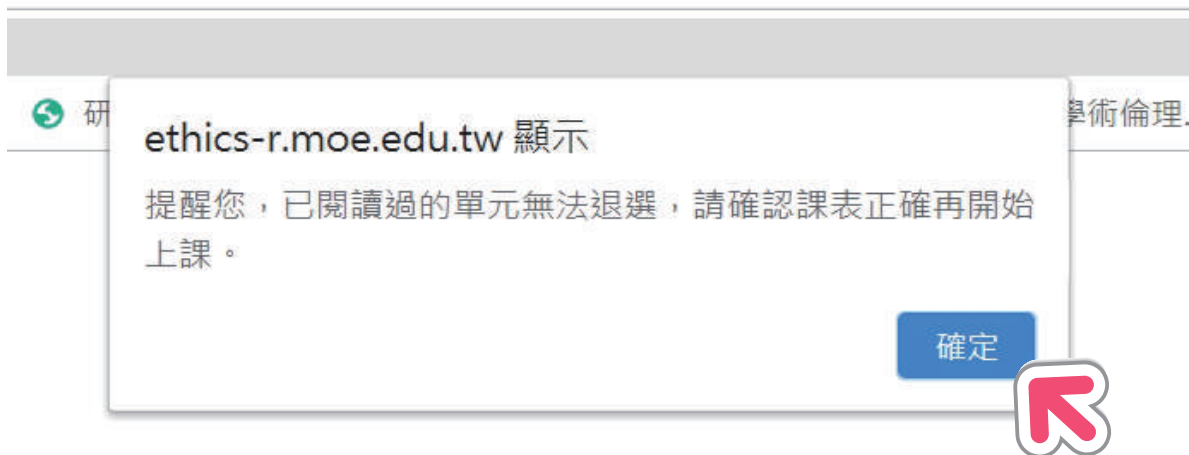 研
學術倫理.
ethics-r.moe.edu.tw 顯示
提醒您，已閱讀過的單元無法退選，請確認課表正確再開始
上課。
確定